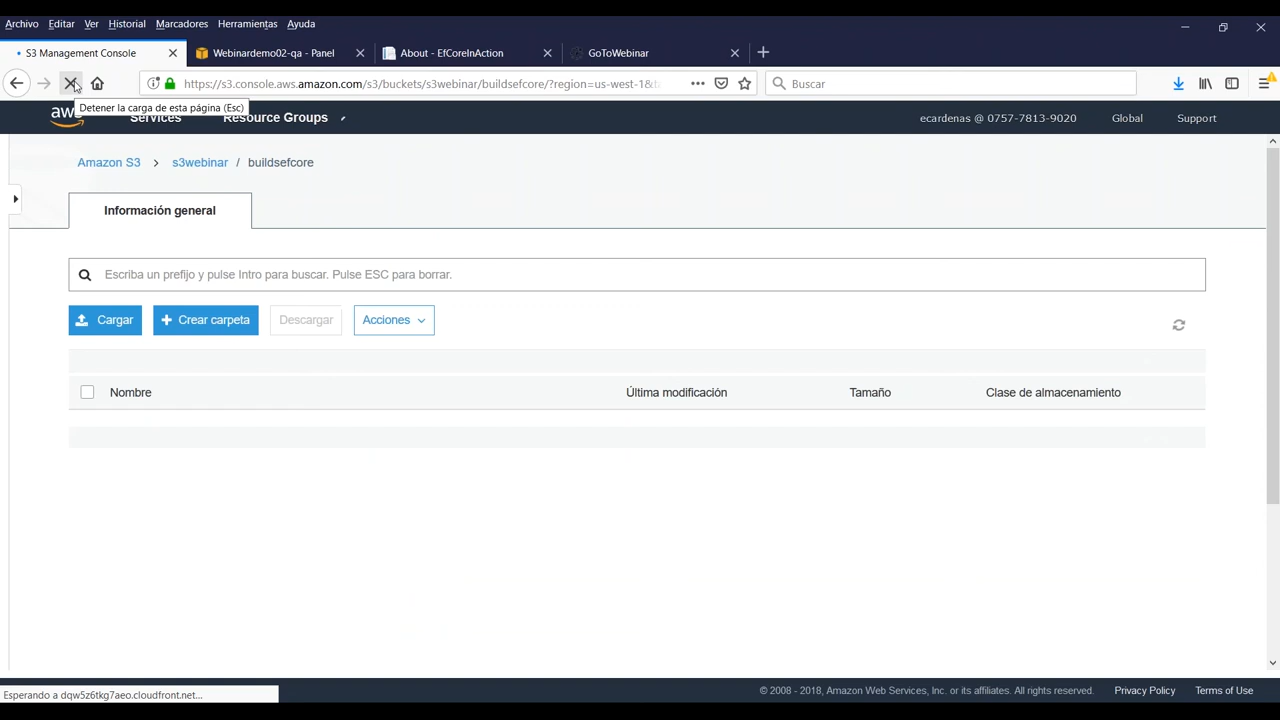 Archivo Editar Ver Historial Marcadores Herramientas Ayuda
S3 Management Console
Webinardemo02-qa - Panel
About - EfCoreInAction
GoToWebinar
https://s3.console.aws.amazon.com/s3/buckets/s3webinar/buildsefcore/?region=us-west-1&t
Buscar
Detener la carga de esta página (Esc)
aws
Services
Resource Groups
ecardenas @ 0757-7813-9020
Global
Support
Amazon S3 > s3webinar / buildsefcore
Información general
Escriba un prefijo y pulse Intro para buscar. Pulse ESC para borrar.
Cargar
Crear carpeta
Descargar
Acciones
Nombre
Última modificación
Tamaño
Clase de almacenamiento
Esperando a dqw5z6tkg7aeo.cloudfront.net...
© 2008 - 2018, Amazon Web Services, Inc. or its affiliates. All rights reserved.
Privacy Policy
Terms of Use